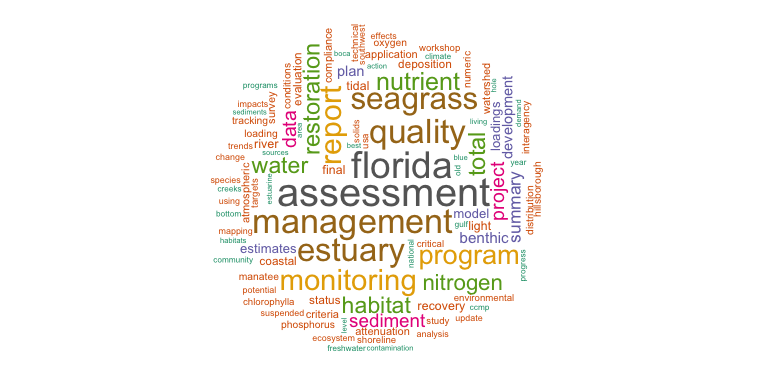 effects
oxygen
technical
southwest
boca
workshop
climate
compliance
application
action
deposition
numeric
plan
tidal
nutrient
watershed
hole
restoration
evaluation
conditions
programs
report
seagrass
development
demand
interagency
impacts
sediments
survey
tracking
data
area
solids
usa
best
quality
total
living
loadings
loading
trends
river
sources
change
water
final
florida
blue
old
year
species
creeks
using
atmospheric
targets
estuarine
assessment
project
summary
distribution
hillsborough
bottom
mapping
habitats
management
model
gulf
light
estimates
estuary
national
critical
benthic
community
coastal
program
progress
manatee
potential
monitoring
nitrogen
chlorophylla
status
habitat
recovery
environmental
ccmp
suspended
criteria
phosphorus
level
sediment
study
update
attenuation
analysis
ecosystem
shoreline
freshwater
contamination